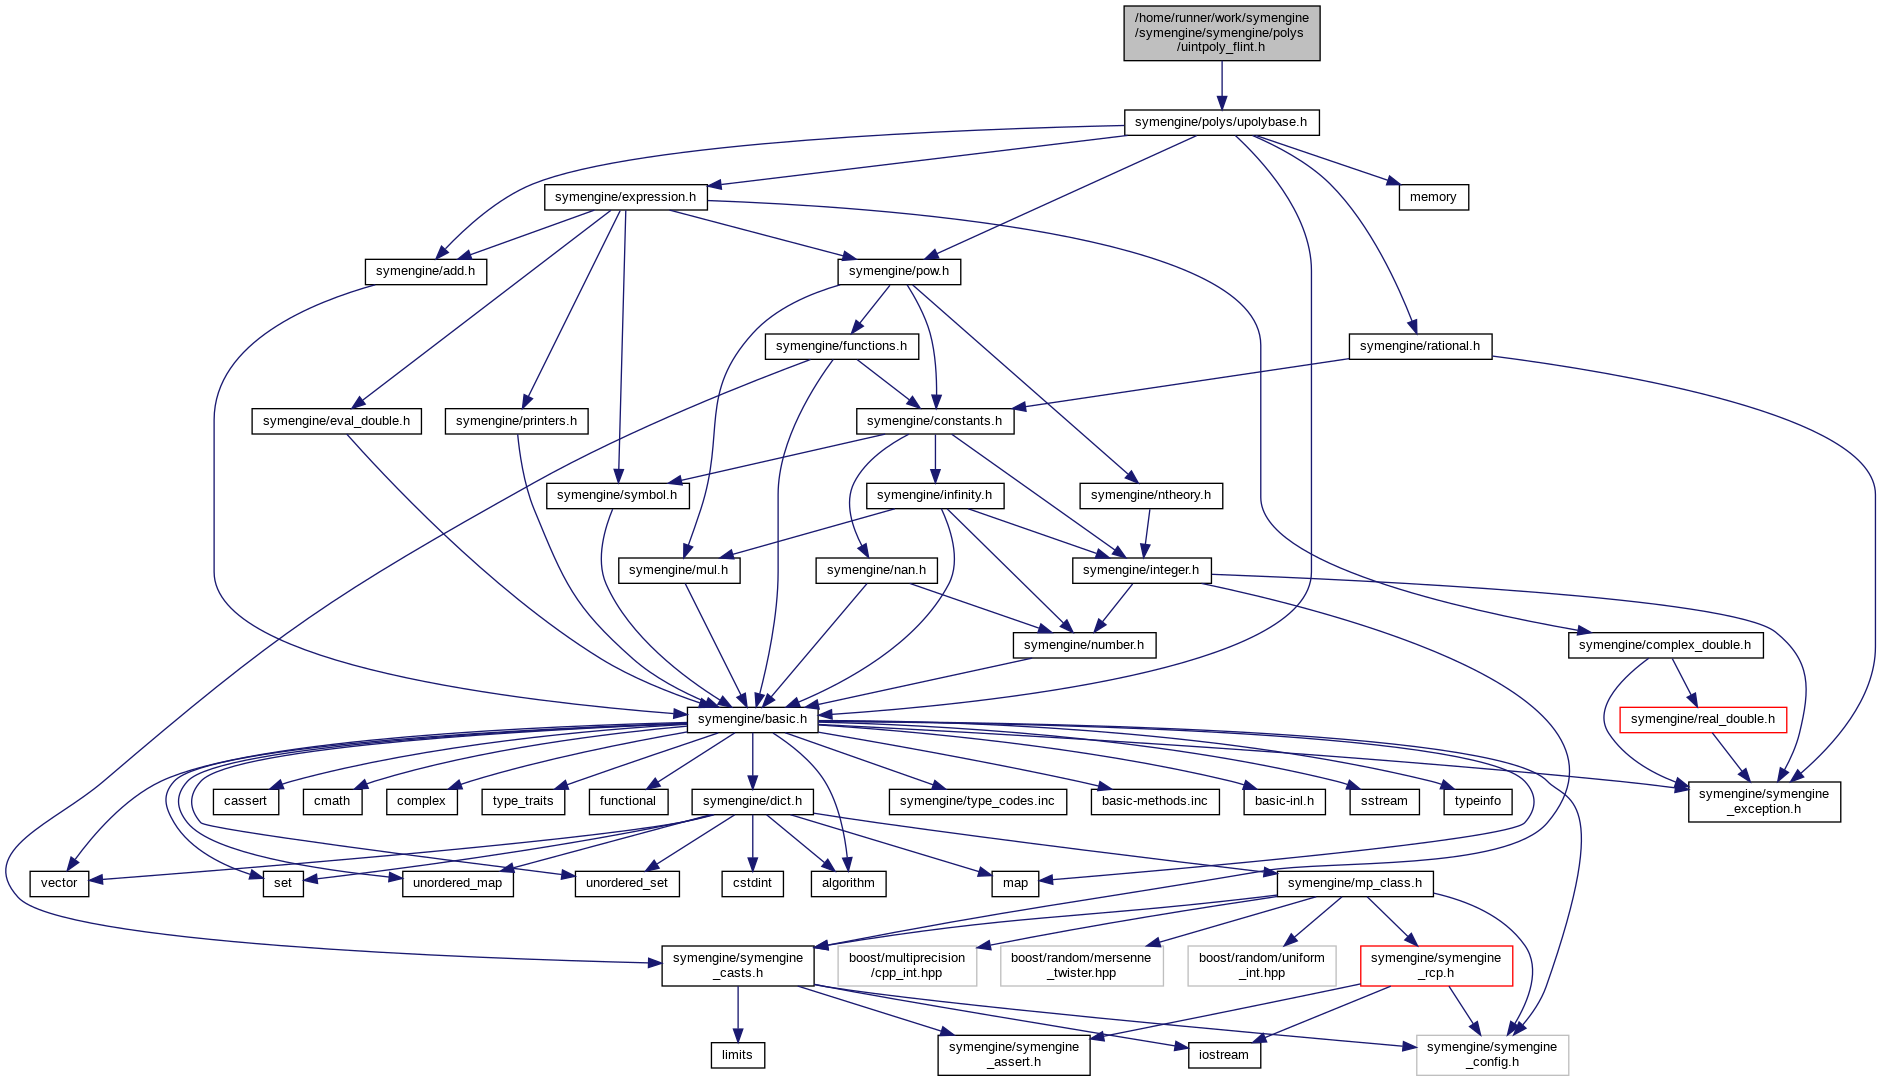 /home/runner/work/symengine
/symengine/symengine/polys
/uintpoly_flint.h
symengine/polys/upolybase.h
symengine/expression.h
memory
symengine/add.h
symengine/pow.h
symengine/functions.h
symengine/rational.h
symengine/eval_double.h
symengine/printers.h
symengine/constants.h
symengine/symbol.h
symengine/infinity.h
symengine/ntheory.h
symengine/mul.h
symengine/nan.h
symengine/integer.h
symengine/number.h
symengine/complex_double.h
symengine/basic.h
symengine/real_double.h
cassert
cmath
complex
type_traits
functional
symengine/dict.h
symengine/type_codes.inc
basic-methods.inc
basic-inl.h
sstream
typeinfo
symengine/symengine
_exception.h
vector
set
unordered_map
unordered_set
cstdint
algorithm
map
symengine/mp_class.h
symengine/symengine
_casts.h
boost/multiprecision
/cpp_int.hpp
boost/random/mersenne
_twister.hpp
boost/random/uniform
_int.hpp
symengine/symengine
_rcp.h
limits
symengine/symengine
_assert.h
iostream
symengine/symengine
_config.h